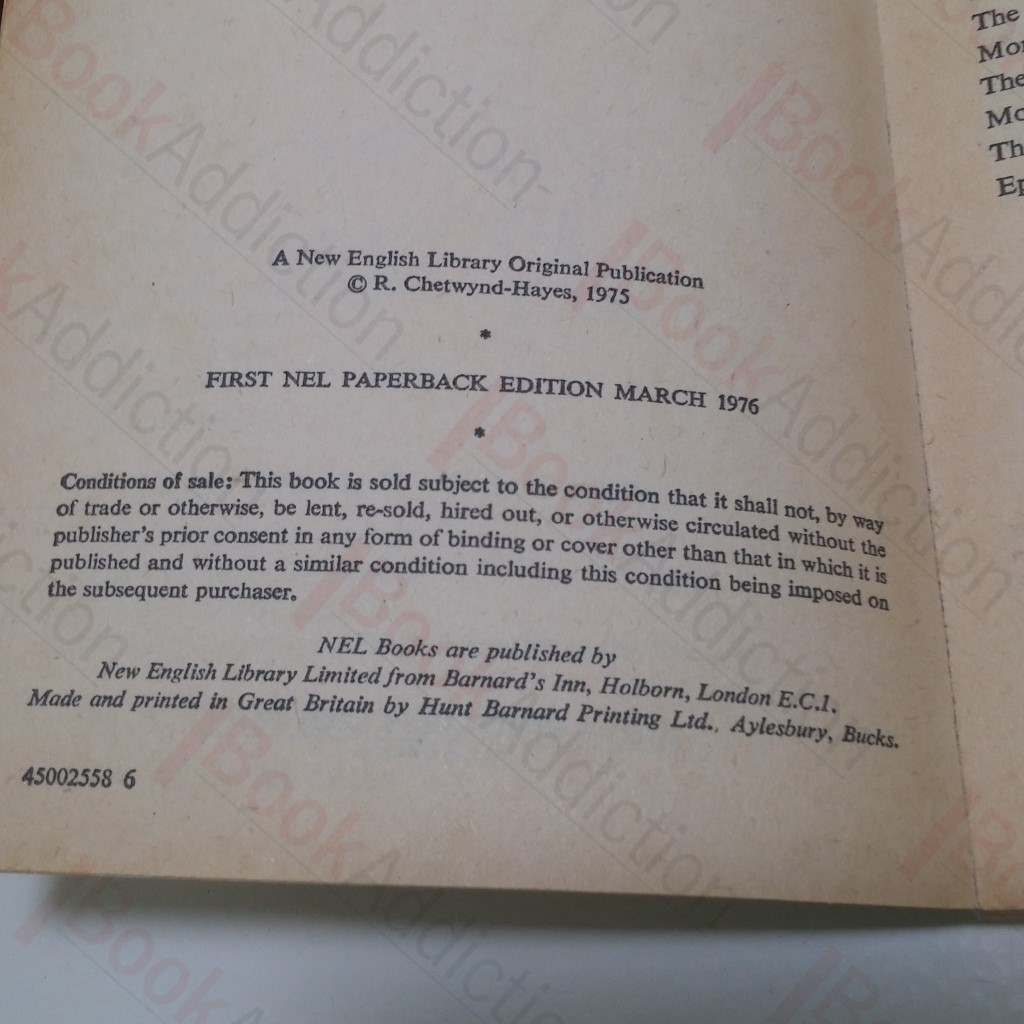 A New English Library Original Publication
© R. Chetwynd-Hayes, 1975
*
FIRST NEL PAPERBACK EDITION MARCH 1976
*
Conditions of sale: This book is sold subject to the condition that it shall not, by way
of trade or otherwise, be lent, re-sold, hired out, or otherwise circulated without the
publisher's prior consent in any form of binding or cover other than that in which it is
published and without a similar condition including this condition being imposed on
the subsequent purchaser.
NEL Books are published by
New English Library Limited from Barnard's Inn, Holborn, London E.C.1.
Made and printed in Great Britain by Hunt Barnard Printing Ltd., Aylesbury, Bucks.
45002558 6
The
The
BookAddiction